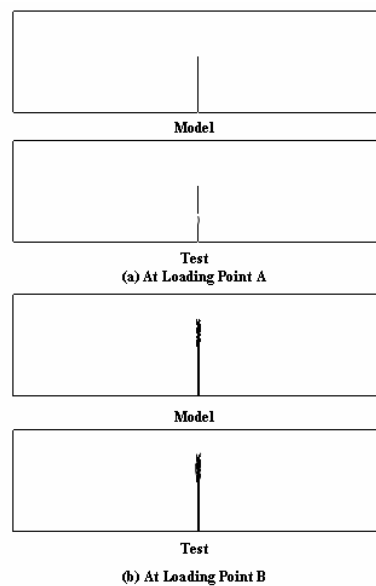 Model
Test
(a) At Loading Point A
Model
Test
(b) At Loading Point B